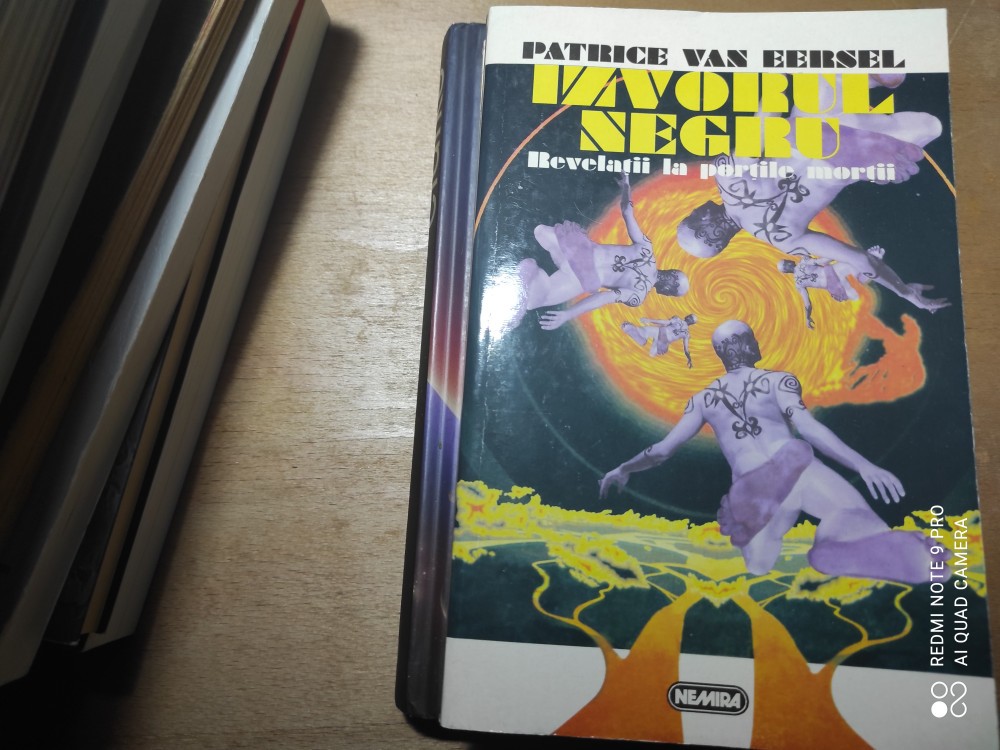 PATRICE VAN EERSEL
IZVORUL
NEGRU
Revelații la porțile morții
NEMIRA
REDMI NOTE 9 PRO
AI QUAD CAMERA